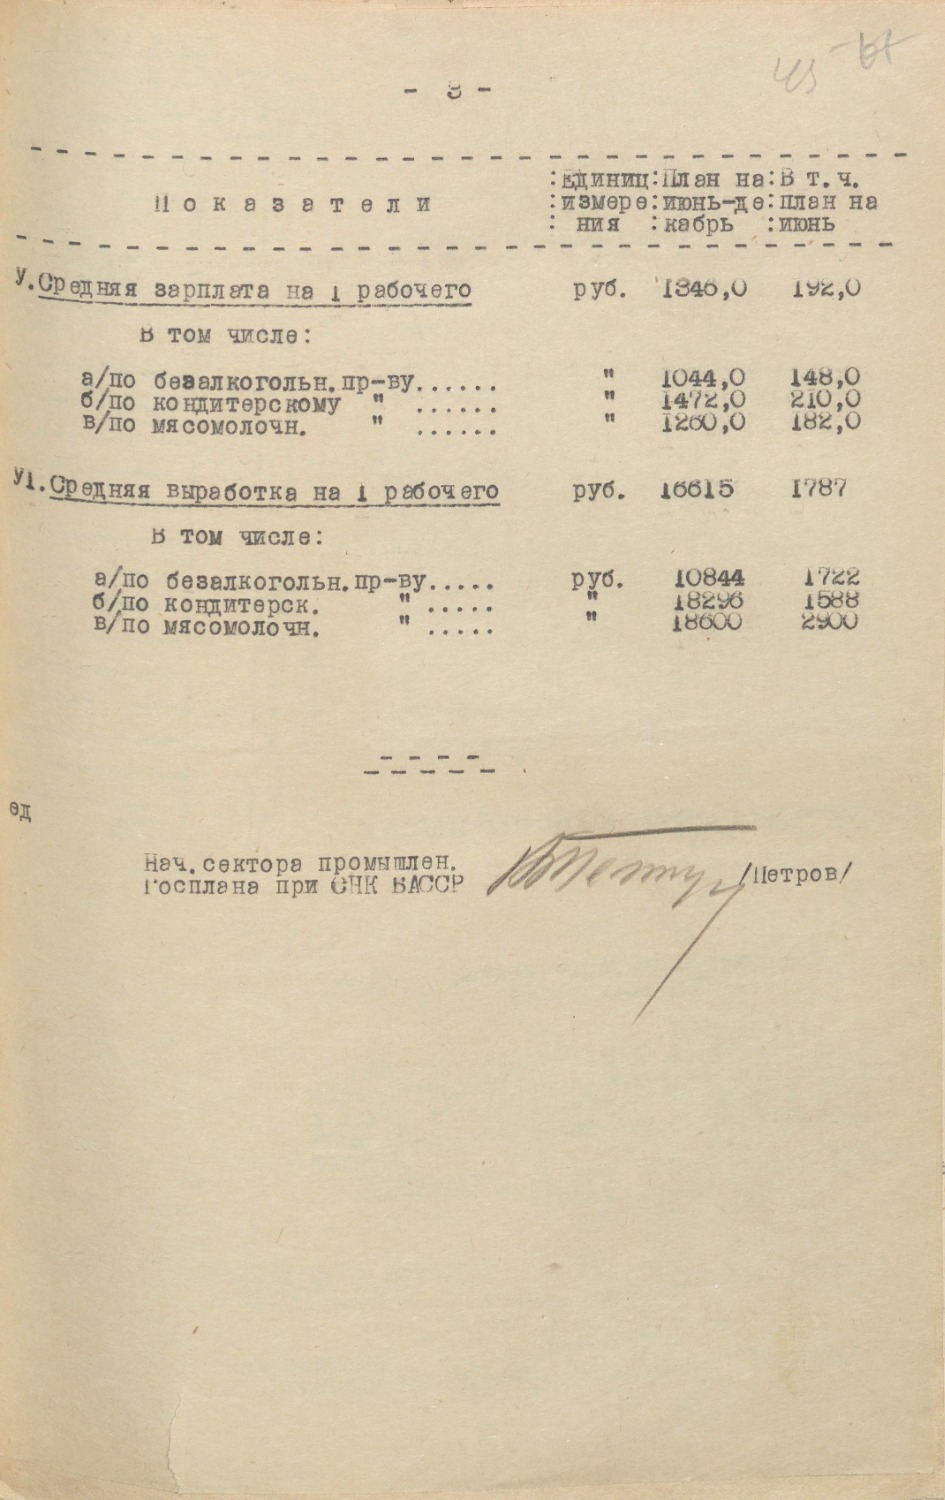 - 3 -
:Единиц:План на:В т.ч.
Показатели :измере:июнь-де:план на
: ния :кабрь :июнь
У.Средняя зарплата на 1 рабочего руб. 1346,0 192,0
В том числе:
а/по безалкогольн.пр-ву...... " 1044,0 148,0
б/по кондитерскому " ...... " 1472,0 210,0
в/по мясомолочн. " ...... " 1260,0 182,0
У1.Средняя выработка на 1 рабочего руб. 16615 1787
В том числе:
а/по безалкогольн.пр-ву..... руб. 10844 1722
б/по кондитерск. " ..... " 18296 1588
в/по мясомолочн. " ..... " 18600 2900
ед
Нач.сектора промышлен.
Госплана при СНК БАССР /Петров/